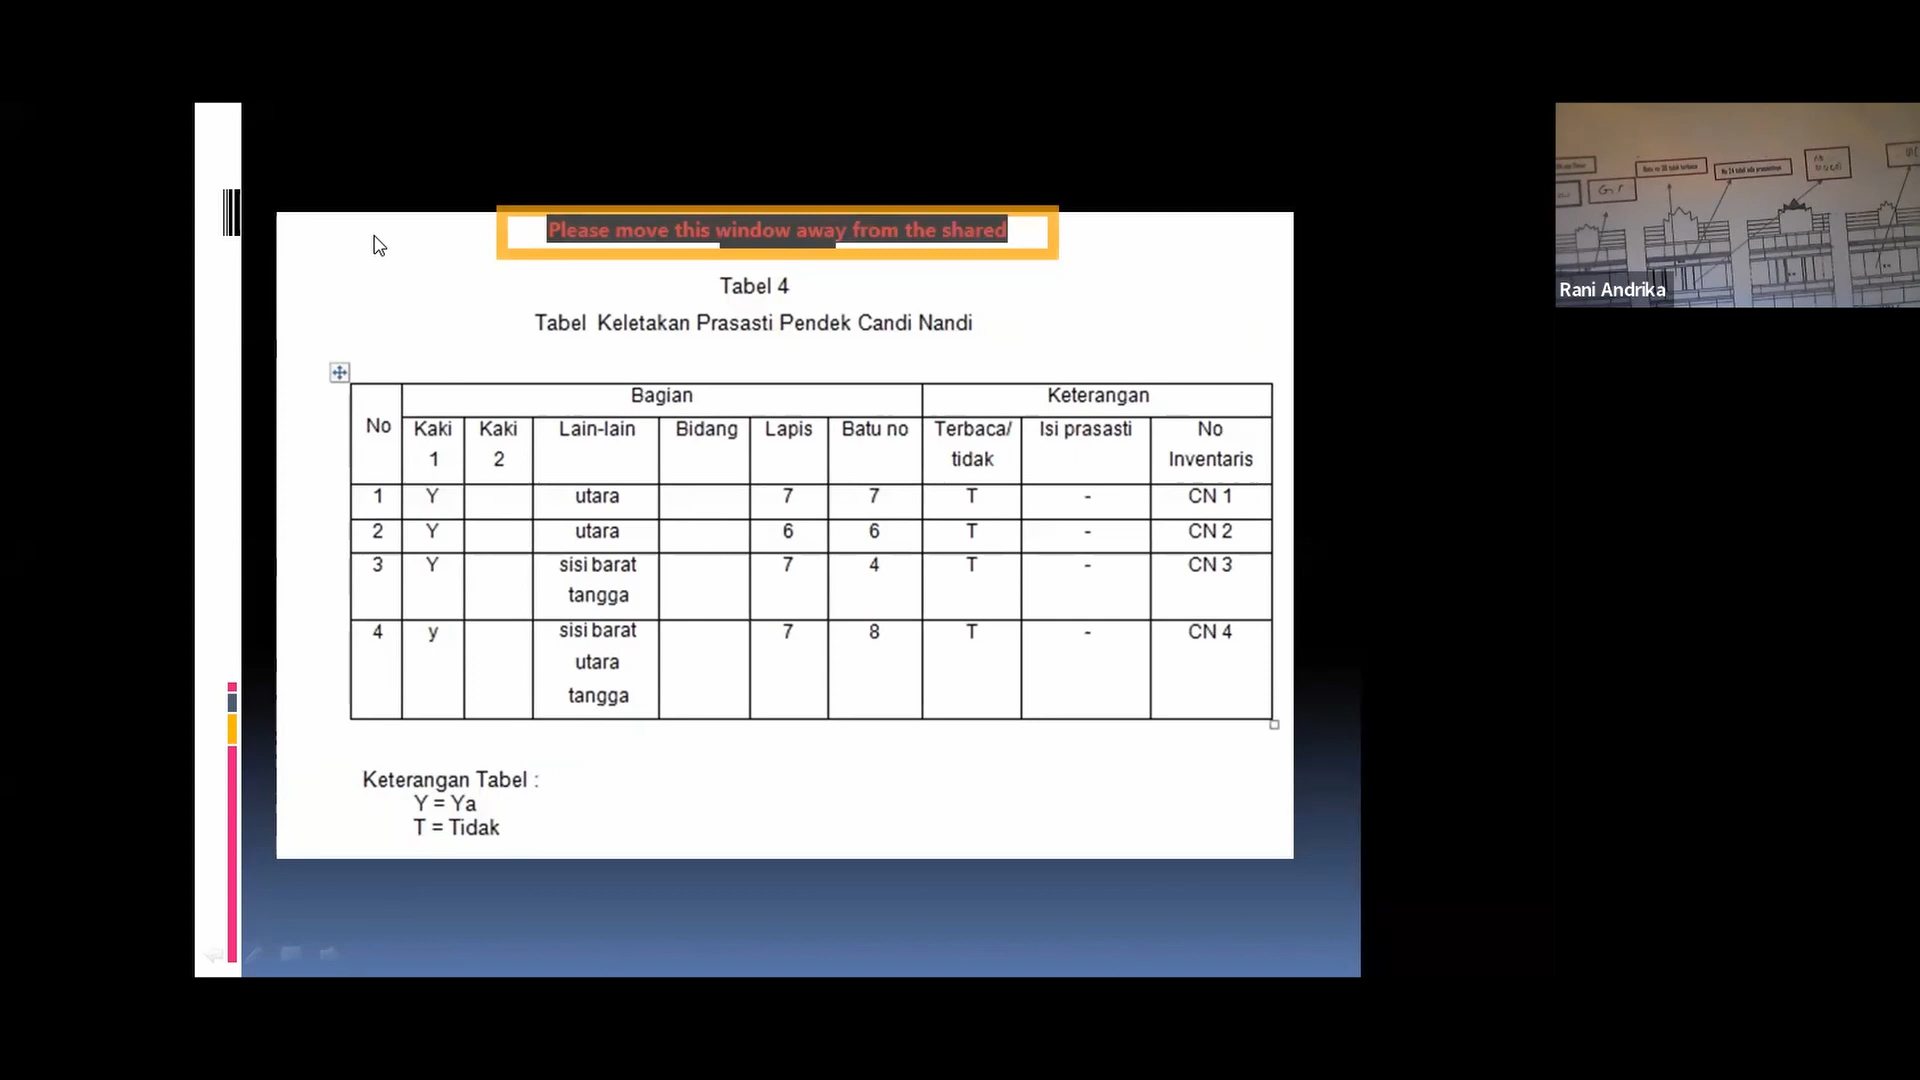 Please move this window away from the shared
Tabel 4
Tabel Keletakan Prasasti Pendek Candi Nandi
No Bagian Keterangan
Kaki 1 Kaki 2 Lain-lain Bidang Lapis Batu no Terbaca/ tidak Isi prasasti No Inventaris
1 Y utara 7 7 T - CN 1
2 Y utara 6 6 T - CN 2
3 Y sisi barat tangga 7 4 T - CN 3
4 y sisi barat utara tangga 7 8 T - CN 4
Keterangan Tabel :
Y = Ya
T = Tidak
Rani Andrika